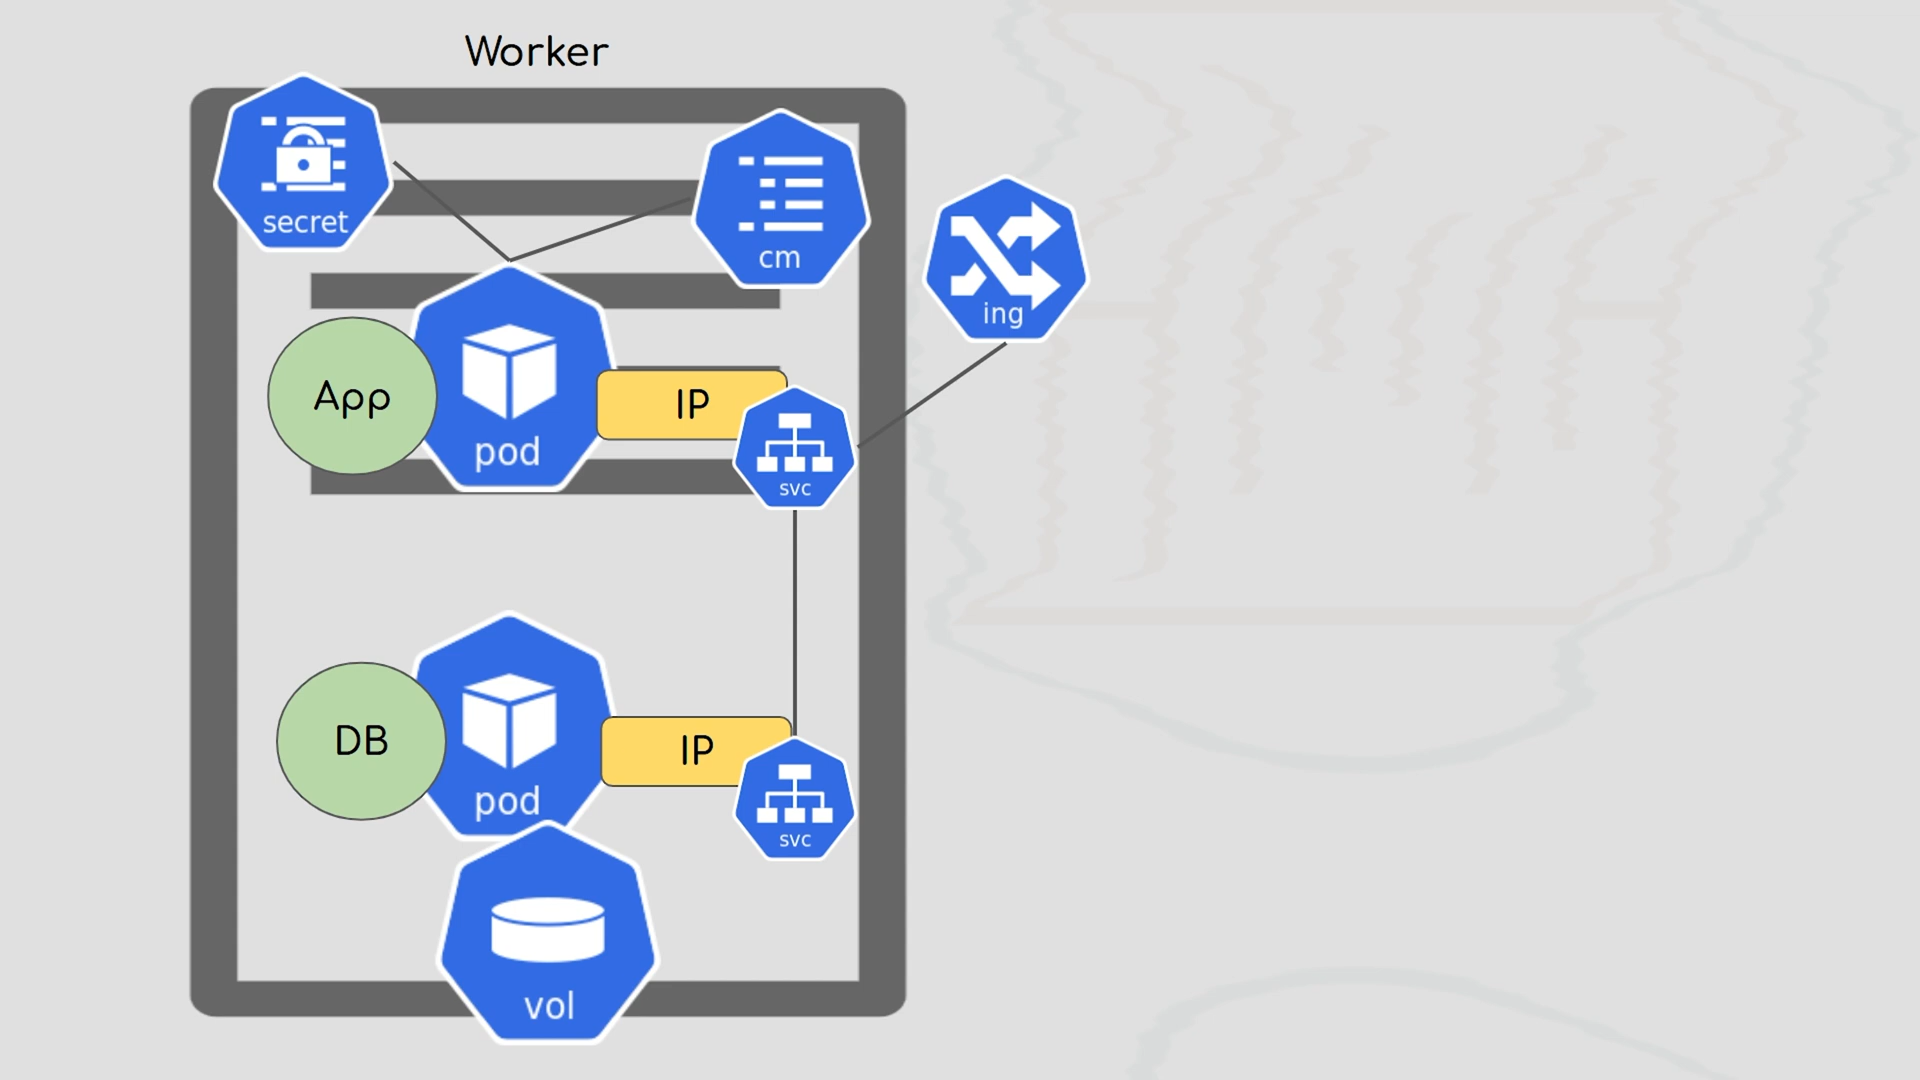 Worker
secret
cm
ing
App
pod
IP
svc
DB
pod
IP
svc
vol